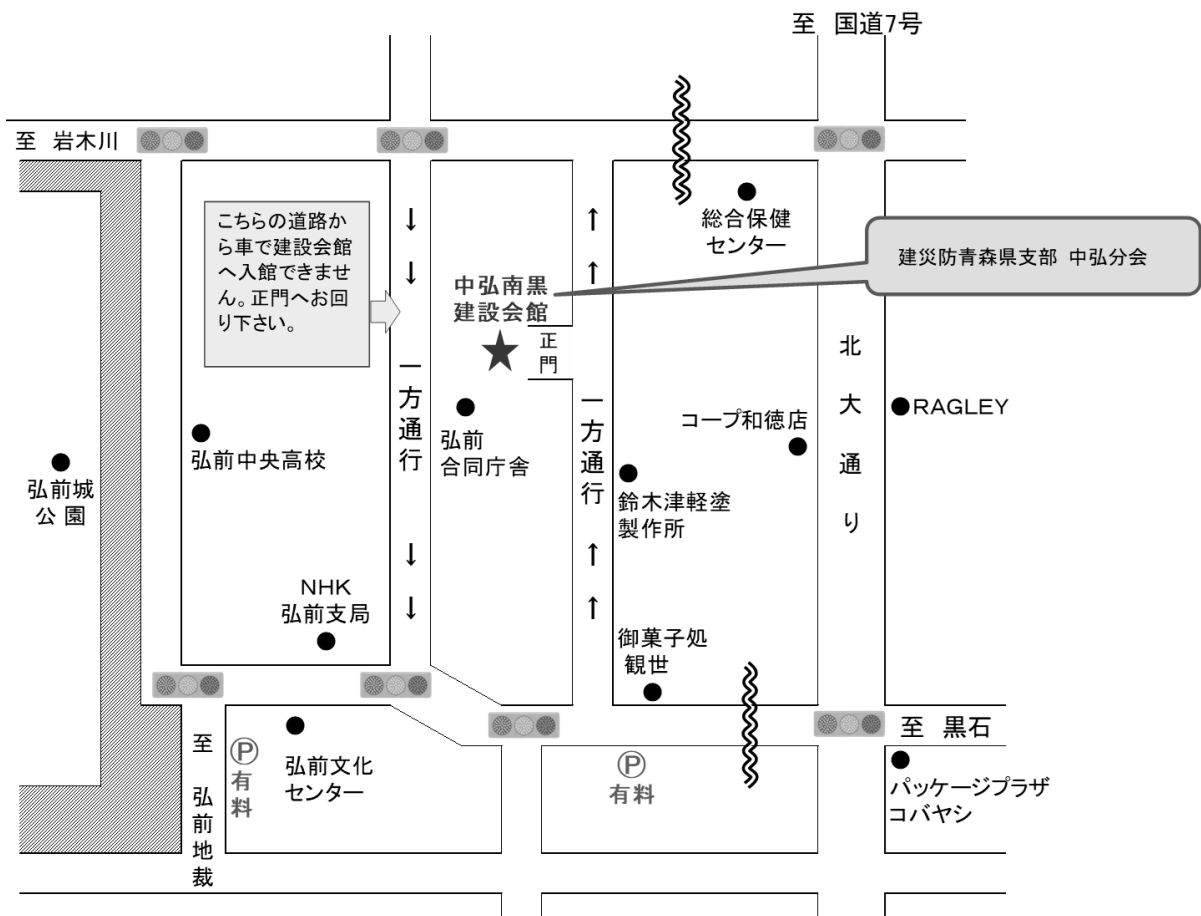 至 国道7号
至 岩木川
こちらの道路か
ら車で建設会館
へ入館できませ
ん。正門へお回
り下さい。
総合保健
センター
建災防青森県支部 中弘分会
中弘南黒
建設会館
正門
北大通り
一方通行
一方通行
RAGLEY
コープ和徳店
弘前中央高校
弘前
合同庁舎
弘前城
公園
鈴木津軽塗
製作所
NHK
弘前支局
御菓子処
観世
至 黒石
至 弘前地裁
Ⓟ
有料
弘前文化
センター
Ⓟ
有料
パッケージプラザ
コバヤシ